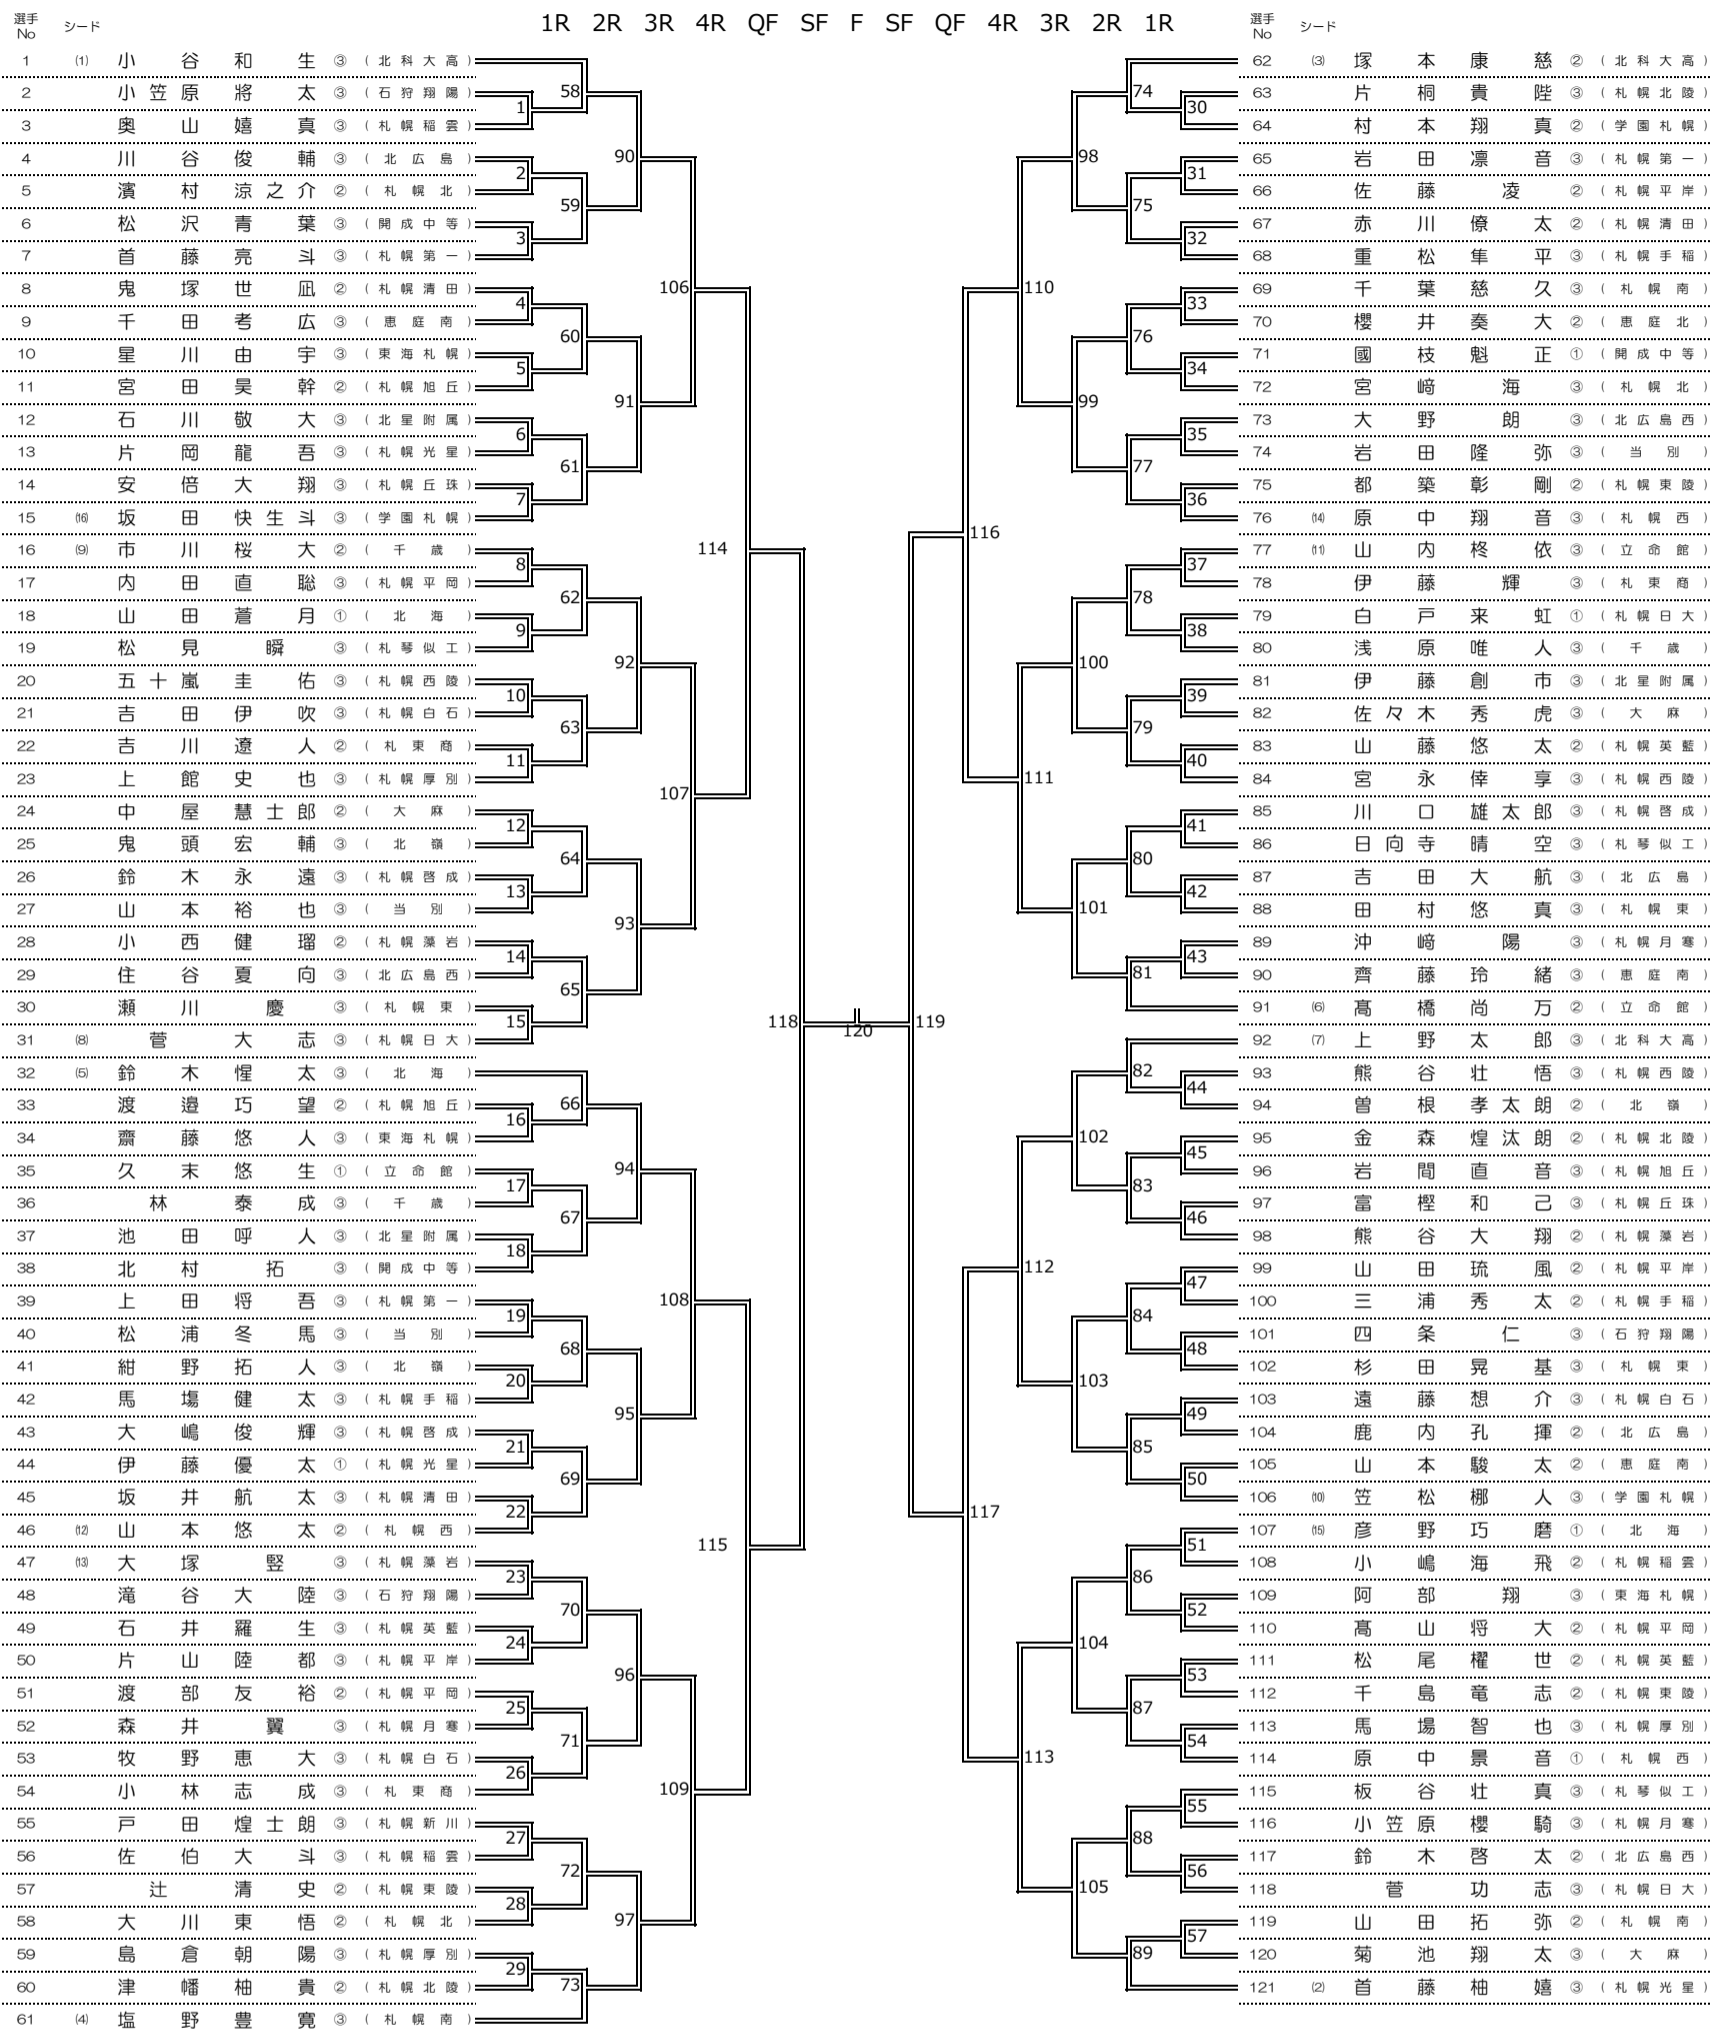 選手No シード 1R 2R 3R 4R QF SF F SF QF 4R 3R 2R 1R 選手No シード
1 (1) 小谷和生 ③ (北科大高)
2 小笠原將太 ③ (石狩翔陽)
3 奥山嬉真 ③ (札幌稲雲)
4 川谷俊輔 ③ (北広島)
5 濱村涼之介 ② (札幌北)
6 松沢青葉 ③ (開成中等)
7 首藤亮斗 ③ (札幌第一)
8 鬼塚世凪 ② (札幌清田)
9 千田考広 ③ (恵庭南)
10 星川由宇 ③ (東海札幌)
11 宮田昊幹 ② (札幌旭丘)
12 石川敬大 ③ (北星附属)
13 片岡龍吾 ③ (札幌光星)
14 安倍大翔 ③ (札幌丘珠)
15 (16) 坂田快生斗 ③ (学園札幌)
16 (9) 市川桜大 ② (千歳)
17 内田直聡 ③ (札幌平岡)
18 山田蒼月 ① (北海)
19 松見瞬 ③ (札琴似工)
20 五十嵐圭佑 ③ (札幌西陵)
21 吉田伊吹 ③ (札幌白石)
22 吉川遼人 ② (札東商)
23 上館史也 ③ (札幌厚別)
24 中屋慧士郎 ② (大麻)
25 鬼頭宏輔 ③ (北嶺)
26 鈴木永遠 ③ (札幌啓成)
27 山本裕也 ③ (当別)
28 小西健瑠 ② (札幌藻岩)
29 住谷夏向 ③ (北広島西)
30 瀬川慶 ③ (札幌東)
31 (8) 菅大志 ③ (札幌日大)
32 (5) 鈴木惺太 ③ (北海)
33 渡邉巧望 ② (札幌旭丘)
34 齋藤悠人 ③ (東海札幌)
35 久末悠生 ① (立命館)
36 林泰成 ③ (千歳)
37 池田呼人 ③ (北星附属)
38 北村拓 ③ (開成中等)
39 上田将吾 ③ (札幌第一)
40 松浦冬馬 ③ (当別)
41 紺野拓人 ③ (北嶺)
42 馬塲健太 ③ (札幌手稲)
43 大嶋俊輝 ③ (札幌啓成)
44 伊藤優太 ① (札幌光星)
45 坂井航太 ③ (札幌清田)
46 (12) 山本悠太 ② (札幌西)
47 (13) 大塚竪 ③ (札幌藻岩)
48 滝谷大陸 ③ (石狩翔陽)
49 石井羅生 ③ (札幌英藍)
50 片山陸都 ③ (札幌平岸)
51 渡部友裕 ② (札幌平岡)
52 森井翼 ③ (札幌月寒)
53 牧野恵大 ③ (札幌白石)
54 小林志成 ③ (札東商)
55 戸田煌士朗 ③ (札幌新川)
56 佐伯大斗 ③ (札幌稲雲)
57 辻清史 ② (札幌東陵)
58 大川東悟 ② (札幌北)
59 島倉朝陽 ③ (札幌厚別)
60 津幡柚貴 ② (札幌北陵)
61 (4) 塩野豊寛 ③ (札幌南)
1
2
3
4
5
6
7
8
9
10
11
12
13
14
15
16
17
18
19
20
21
22
23
24
25
26
27
28
29
58
59
60
61
62
63
64
65
66
67
68
69
70
71
72
73
90
91
92
93
94
95
96
97
106
107
108
109
114
115
118
120
119
116
117
110
111
112
113
98
99
100
101
102
103
104
105
74
75
76
77
78
79
80
81
82
83
84
85
86
87
88
89
30
31
32
33
34
35
36
37
38
39
40
41
42
43
44
45
46
47
48
49
50
51
52
53
54
55
56
57
62 (3) 塚本康慈 ② (北科大高)
63 片桐貴陛 ③ (札幌北陵)
64 村本翔真 ② (学園札幌)
65 岩田凛音 ③ (札幌第一)
66 佐藤凌 ② (札幌平岸)
67 赤川僚太 ② (札幌清田)
68 重松隼平 ③ (札幌手稲)
69 千葉慈久 ③ (札幌南)
70 櫻井奏大 ② (恵庭北)
71 國枝魁正 ① (開成中等)
72 宮﨑海 ③ (札幌北)
73 大野朗 ③ (北広島西)
74 岩田隆弥 ③ (当別)
75 都築彰剛 ② (札幌東陵)
76 (14) 原中翔音 ③ (札幌西)
77 (11) 山内柊依 ③ (立命館)
78 伊藤輝 ③ (札東商)
79 白戸来虹 ① (札幌日大)
80 浅原唯人 ③ (千歳)
81 伊藤創市 ③ (北星附属)
82 佐々木秀虎 ③ (大麻)
83 山藤悠太 ② (札幌英藍)
84 宮永倖享 ③ (札幌西陵)
85 川口雄太郎 ③ (札幌啓成)
86 日向寺晴空 ③ (札琴似工)
87 吉田大航 ③ (北広島)
88 田村悠真 ③ (札幌東)
89 沖﨑陽 ③ (札幌月寒)
90 齊藤玲緒 ③ (恵庭南)
91 (6) 髙橋尚万 ② (立命館)
92 (7) 上野太郎 ③ (北科大高)
93 熊谷壮悟 ③ (札幌西陵)
94 曽根孝太朗 ② (北嶺)
95 金森煌汰朗 ② (札幌北陵)
96 岩間直音 ③ (札幌旭丘)
97 富樫和己 ③ (札幌丘珠)
98 熊谷大翔 ② (札幌藻岩)
99 山田琉風 ② (札幌平岸)
100 三浦秀太 ② (札幌手稲)
101 四条仁 ③ (石狩翔陽)
102 杉田晃基 ③ (札幌東)
103 遠藤想介 ③ (札幌白石)
104 鹿内孔揮 ② (北広島)
105 山本駿太 ② (恵庭南)
106 (10) 笠松梛人 ③ (学園札幌)
107 (15) 彦野巧磨 ① (北海)
108 小嶋海飛 ② (札幌稲雲)
109 阿部翔 ③ (東海札幌)
110 髙山将大 ② (札幌平岡)
111 松尾櫂世 ② (札幌英藍)
112 千島竜志 ② (札幌東陵)
113 馬場智也 ③ (札幌厚別)
114 原中景音 ① (札幌西)
115 板谷壮真 ③ (札琴似工)
116 小笠原櫻騎 ③ (札幌月寒)
117 鈴木啓太 ② (北広島西)
118 菅功志 ③ (札幌日大)
119 山田拓弥 ② (札幌南)
120 菊池翔太 ③ (大麻)
121 (2) 首藤柚嬉 ③ (札幌光星)